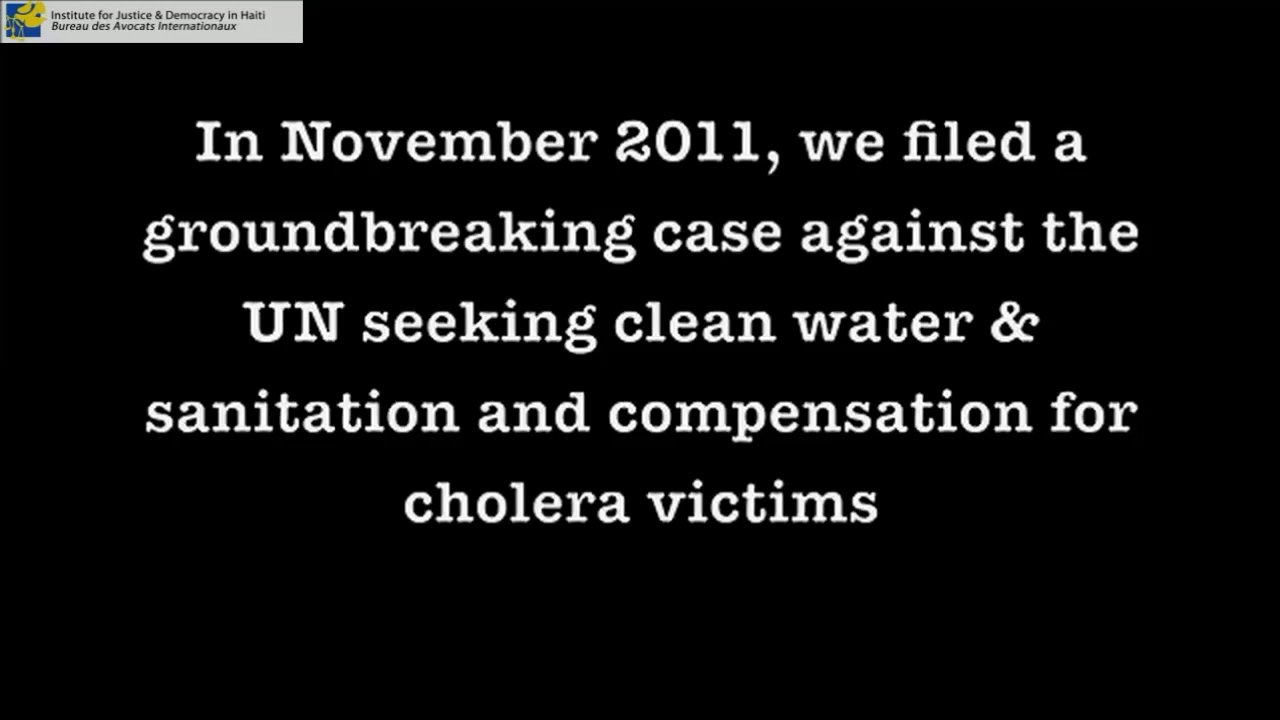 Institute for Justice & Democracy in Haiti
Bureau des Avocats Internationaux
In November 2011, we filed a
groundbreaking case against the
UN seeking clean water &
sanitation and compensation for
cholera victims